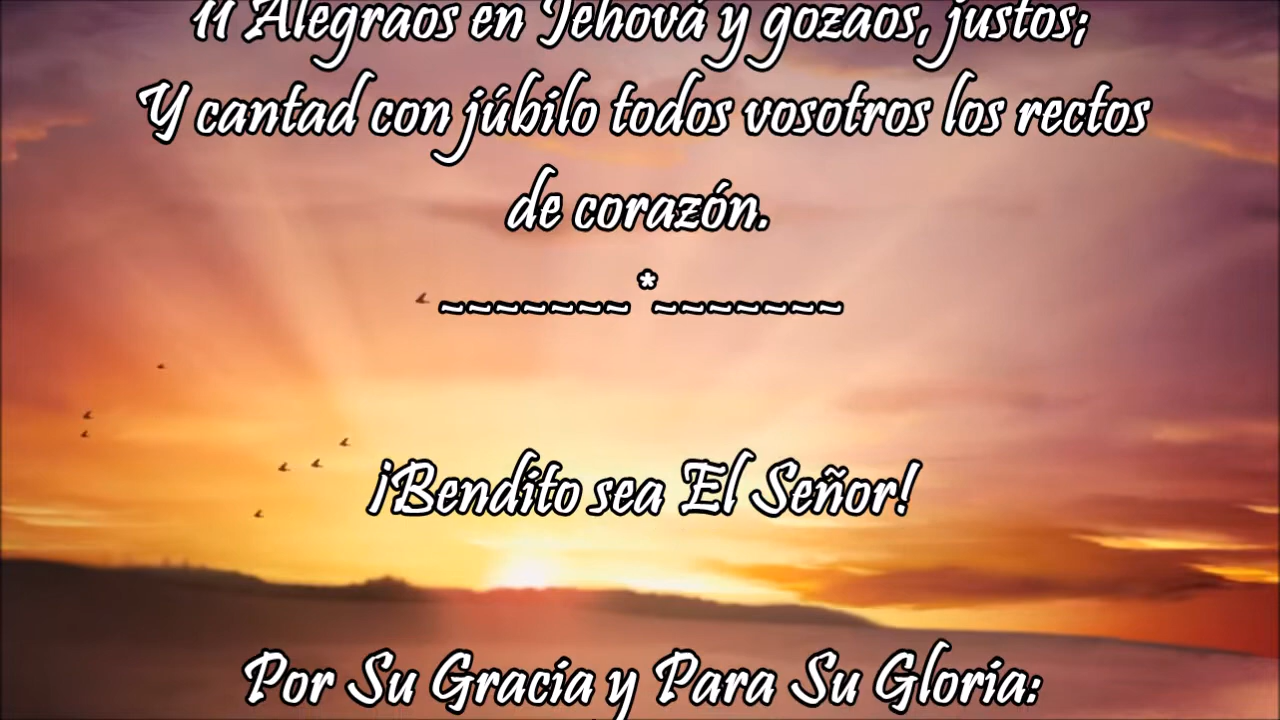 11 Alegraos en Jehová y gozaos, justos;
Y cantad con júbilo todos vosotros los rectos
de corazón.
~~~~~~~*~~~~~~~
¡Bendito sea El Señor!
Por Su Gracia y Para Su Gloria: